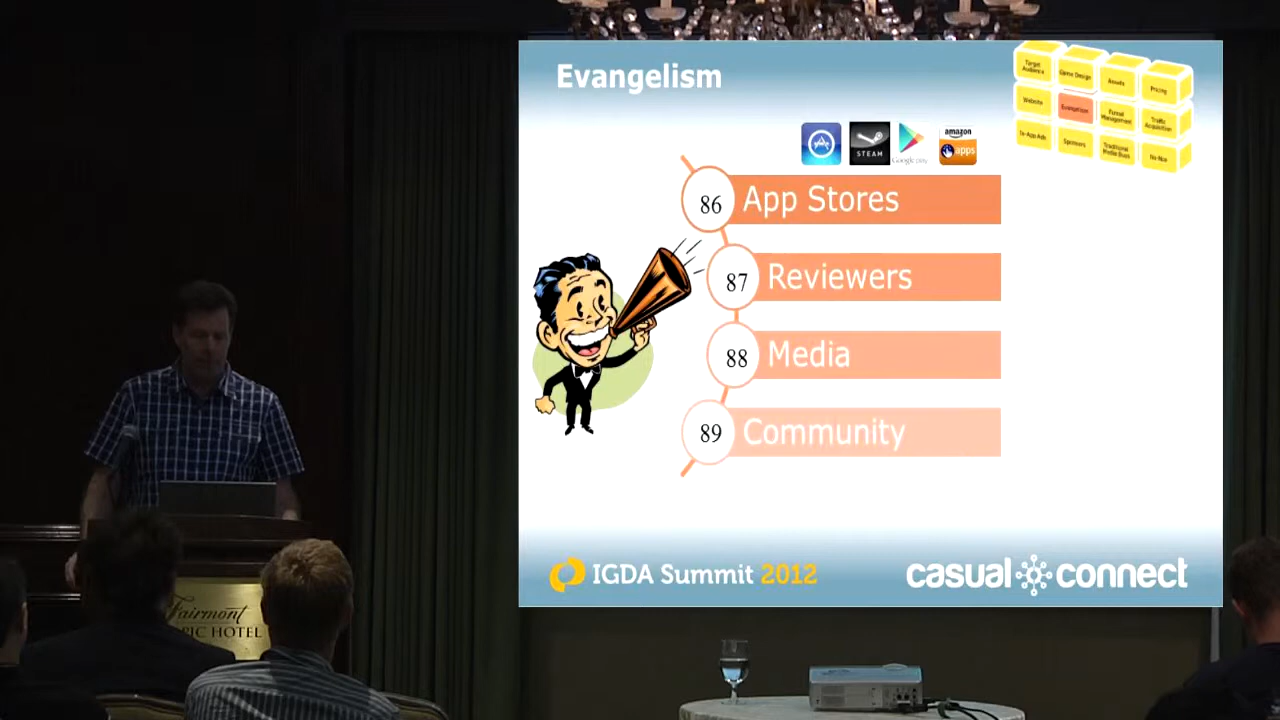 Evangelism
Target Audience
Game Design
Assets
Pricing
Website
Evangelism
Funnel Management
Traffic Acquisition
In-App Ads
Sponsors
Traditional Media Buys
No-Nos
STEAM
Google play
amazon
apps
86 App Stores
87 Reviewers
88 Media
89 Community
IGDA Summit 2012
casual connect
Fairmont
PIC HOTEL